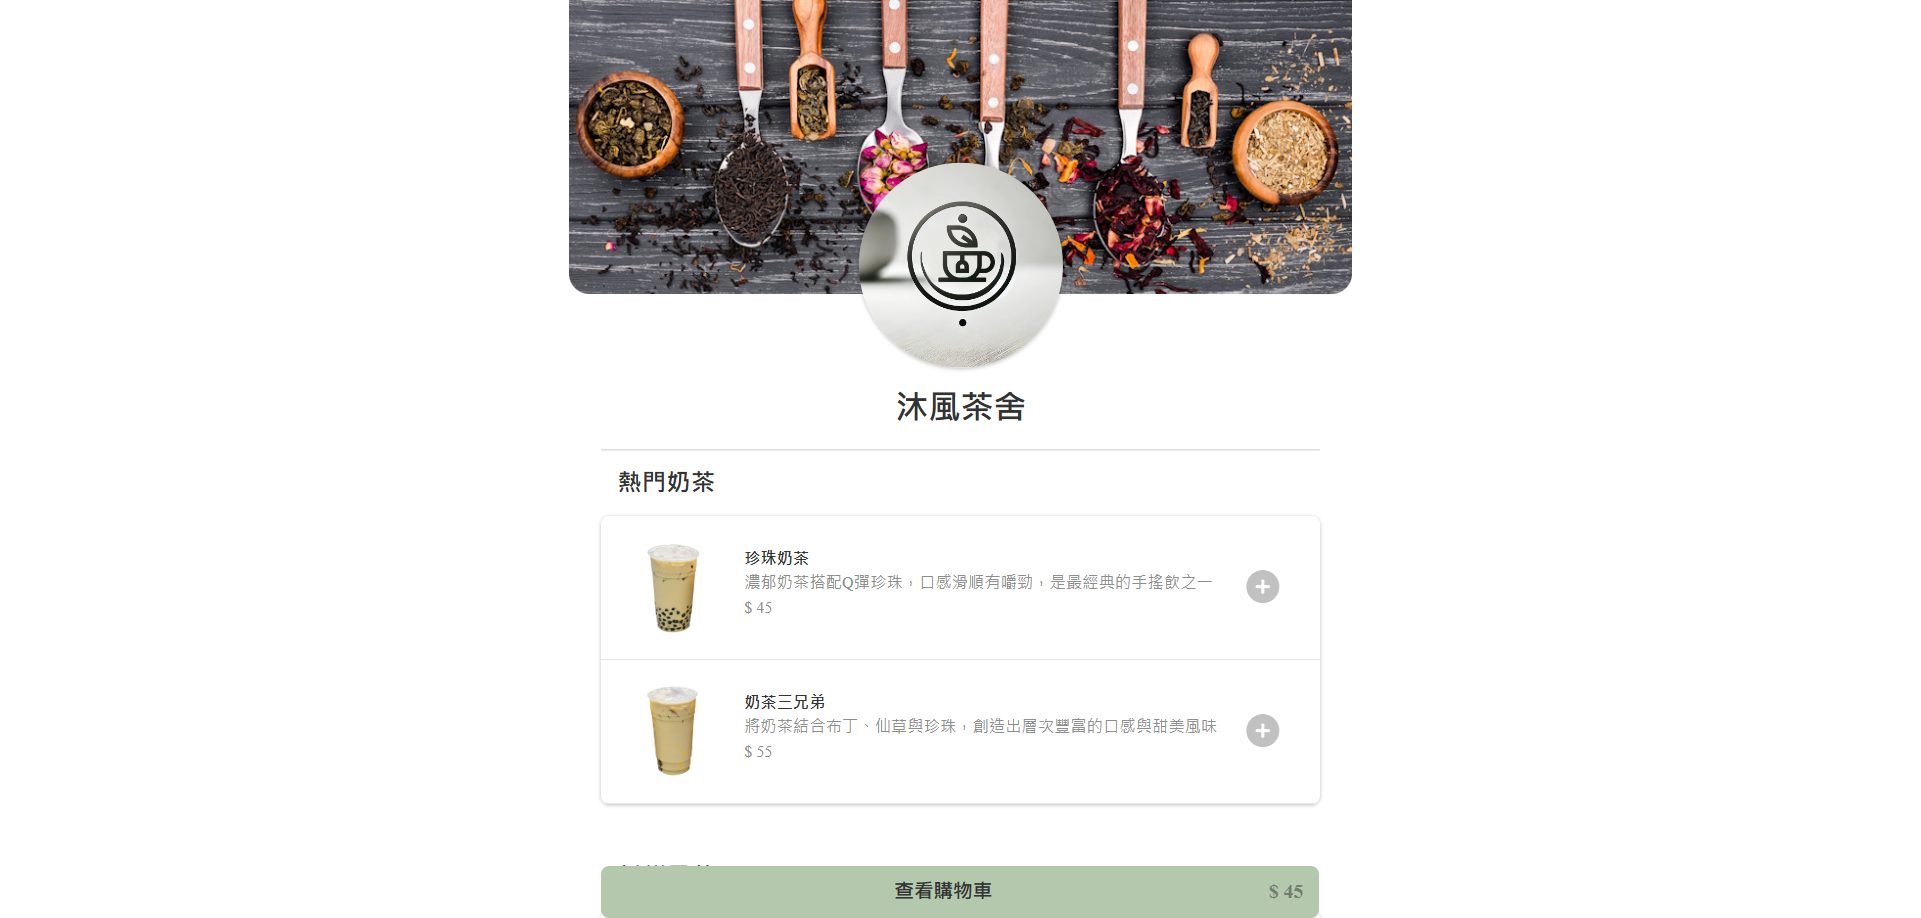 沐風茶舍
熱門奶茶
珍珠奶茶
濃郁奶茶搭配Q彈珍珠，口感滑順有嚼勁，是最經典的手搖飲之一
$ 45
奶茶三兄弟
將奶茶結合布丁、仙草與珍珠，創造出層次豐富的口感與甜美風味
$ 55
查看購物車 $ 45